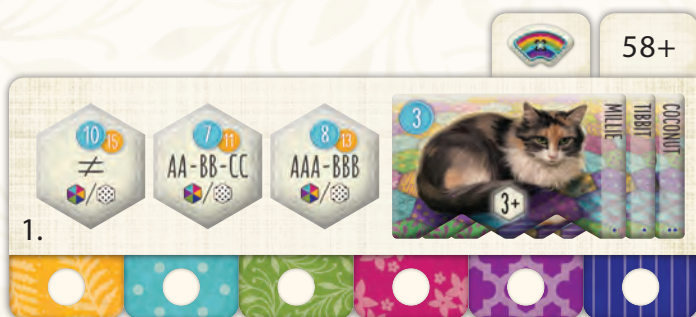 58+
10 15
≠
/
7 11
AA-BB-CC
/
8 13
AAA-BBB
/
3
3+
MILLIE
TIBBIT
COCONUT
1.